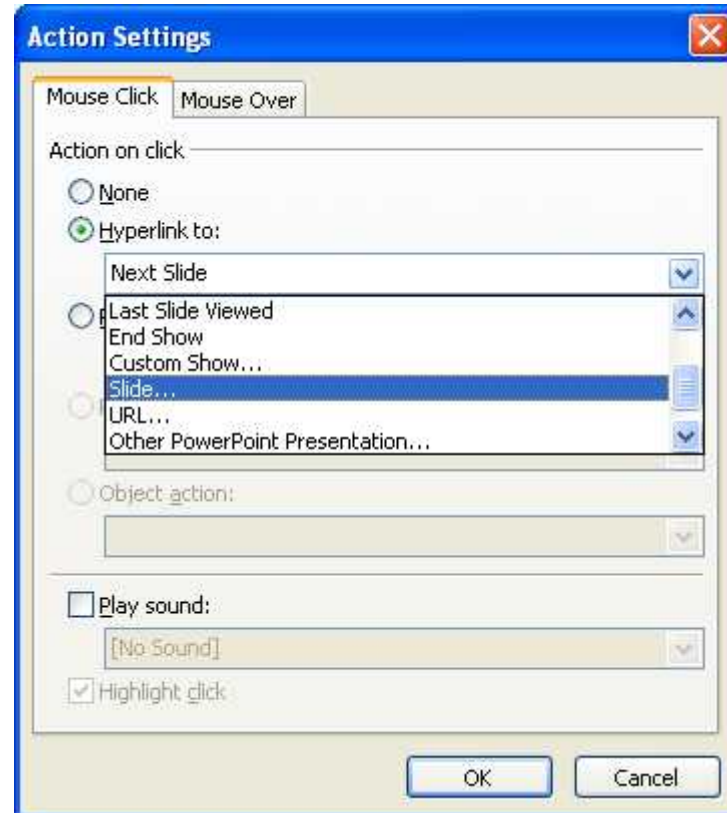 Action Settings
Mouse Click
Mouse Over
Action on click
None
Hyperlink to:
Next Slide
Last Slide Viewed
End Show
Custom Show...
Slide...
URL...
Other PowerPoint Presentation...
Object action:
Play sound:
[No Sound]
Highlight click
OK
Cancel